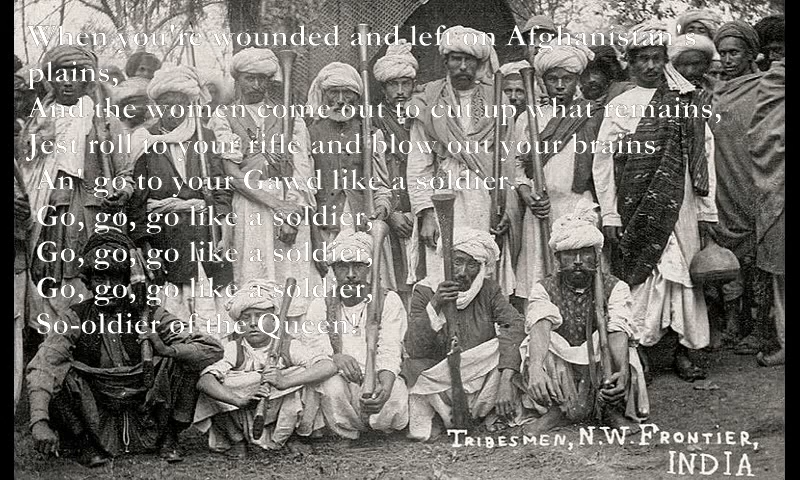 When you're wounded and left on Afghanistan's
plains,
And the women come out to cut up what remains,
Jest roll to your rifle and blow out your brains
An' go to your Gawd like a soldier.
Go, go, go like a soldier,
Go, go, go like a soldier,
Go, go, go like a soldier,
So-oldier of the Queen!
TRIBESMEN, N.W. FRONTIER,
INDIA